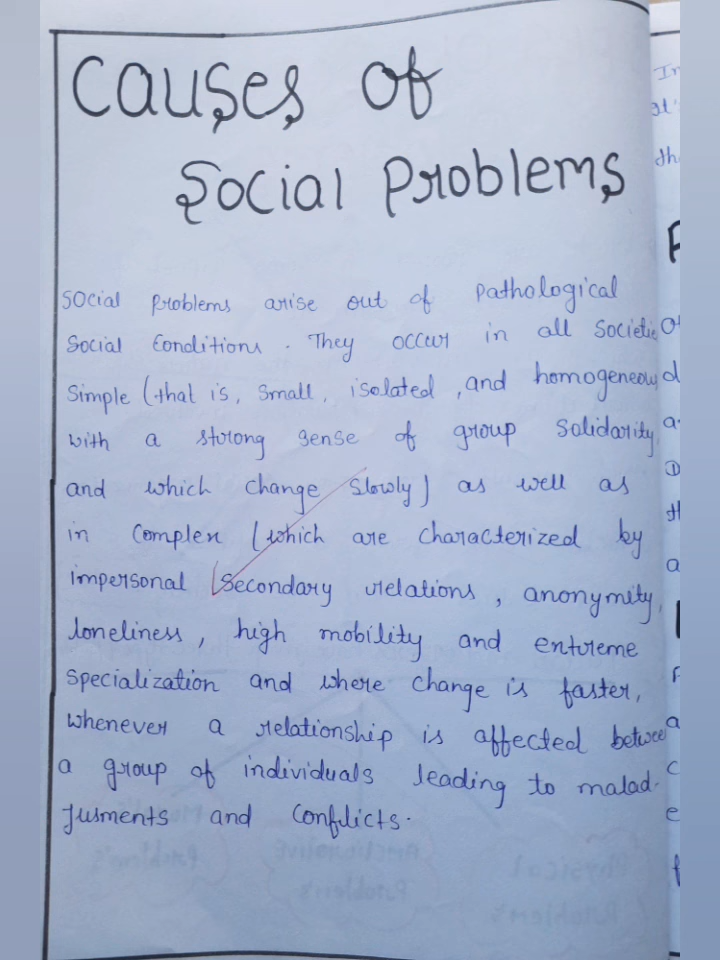 Causes of
Social Problems
Social Problems arise out of Pathological
Social Conditions. They occur in all Societie
Simple (that is, Small, isolated, and homogeneous
with a strong sense of group Solidarity
and which change Slowly) as well as
in Complex (which are characterized by
impersonal (Secondary relations, anonymity,
loneliness, high mobility and extreme
specialization and where change is faster,
whenever a relationship is affected betwee
a group of individuals leading to malad-
jusments and Conflicts.